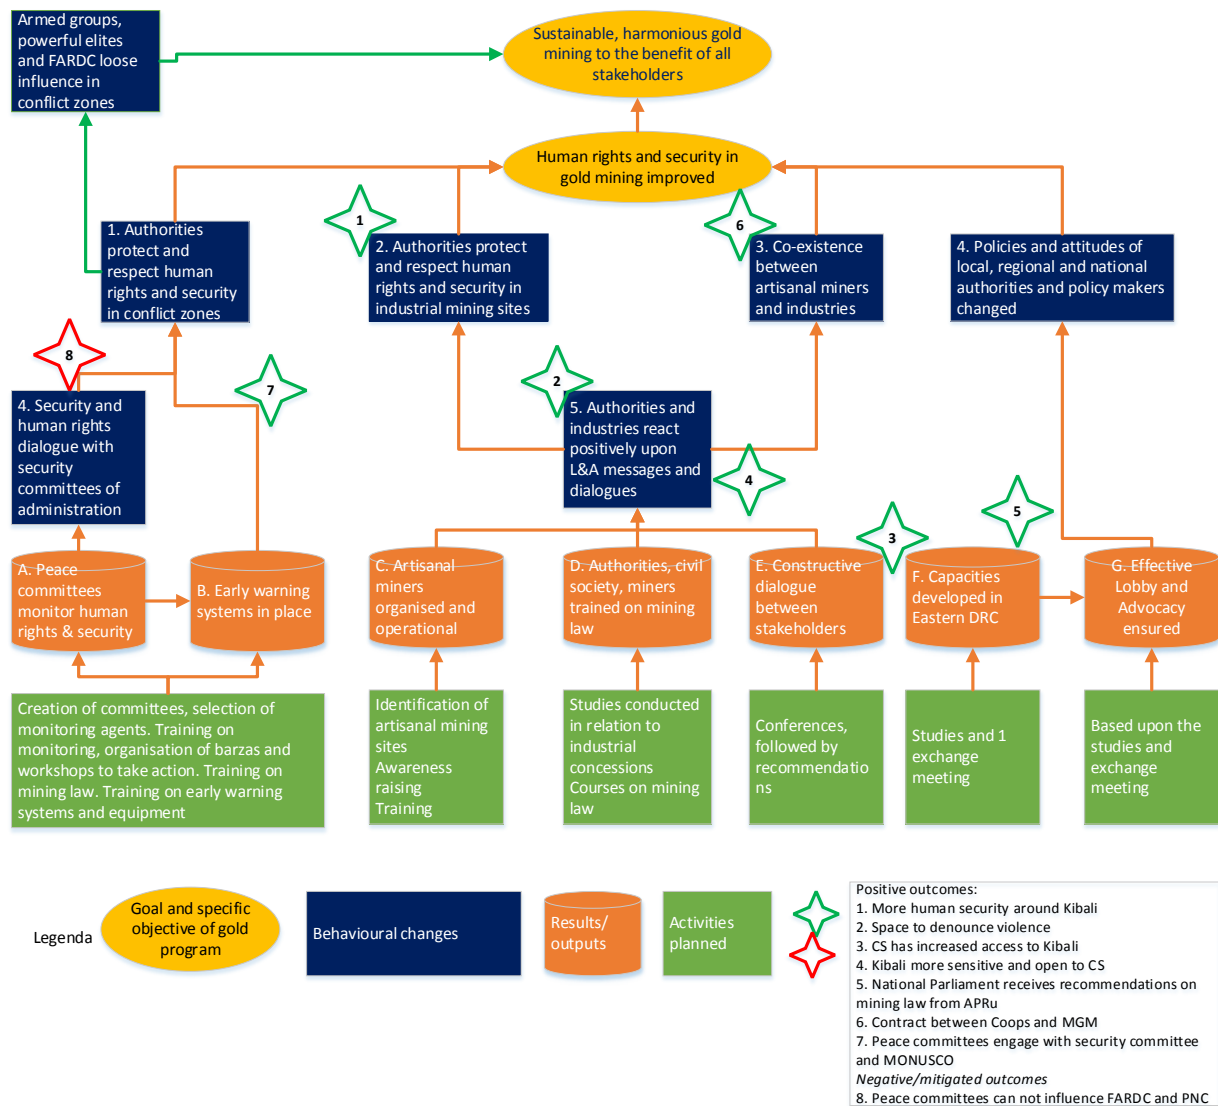 Armed groups,
powerful elites
and FARDC loose
influence in
conflict zones
Sustainable, harmonious gold
mining to the benefit of all
stakeholders
Human rights and security in
gold mining improved
1. Authorities
protect and
respect human
rights and security
in conflict zones
1
2. Authorities protect
and respect human
rights and security in
industrial mining sites
6
3. Co-existence
between
artisanal miners
and industries
4. Policies and attitudes of
local, regional and national
authorities and policy makers
changed
8
7
2
4. Security and
human rights
dialogue with
security
committees of
administration
5. Authorities and
industries react
positively upon
L&A messages and
dialogues
4
3
5
A. Peace
committees
monitor human
rights & security
B. Early warning
systems in place
C. Artisanal
miners
organised and
operational
D. Authorities, civil
society, miners
trained on mining
law
E. Constructive
dialogue
between
stakeholders
F. Capacities
developed in
Eastern DRC
G. Effective
Lobby and
Advocacy
ensured
Creation of committees, selection of
monitoring agents. Training on
monitoring, organisation of barzas and
workshops to take action. Training on
mining law. Training on early warning
systems and equipment
Identification of
artisanal mining
sites
Awareness
raising
Training
Studies conducted
in relation to
industrial
concessions
Courses on mining
law
Conferences,
followed by
recommendatio
ns
Studies and 1
exchange
meeting
Based upon the
studies and
exchange
meeting
Legenda
Goal and specific
objective of gold
program
Behavioural changes
Results/
outputs
Activities
planned
Positive outcomes:
1. More human security around Kibali
2. Space to denounce violence
3. CS has increased access to Kibali
4. Kibali more sensitive and open to CS
5. National Parliament receives recommendations on
mining law from APRu
6. Contract between Coops and MGM
7. Peace committees engage with security committee
and MONUSCO
Negative/mitigated outcomes
8. Peace committees can not influence FARDC and PNC